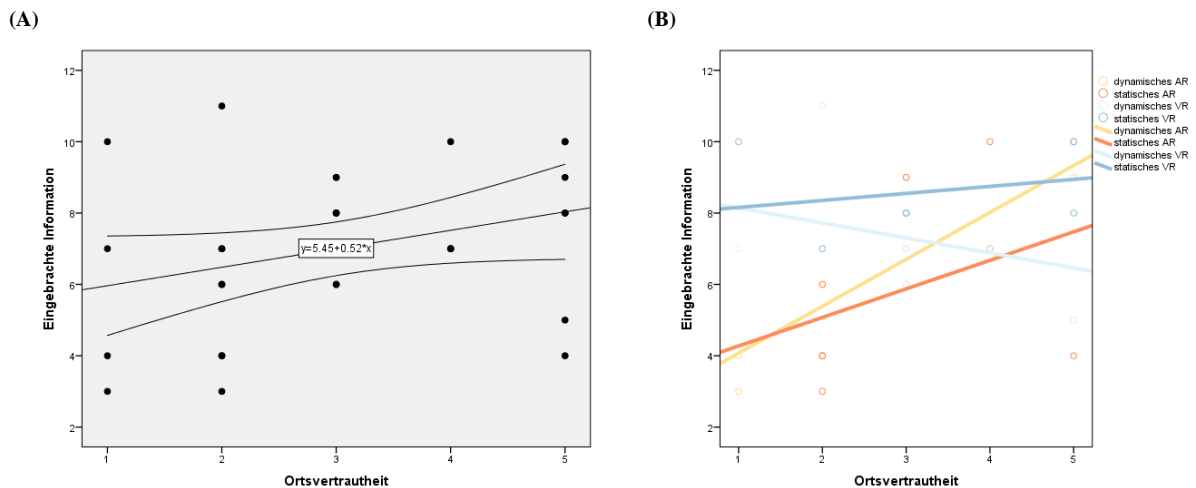 (A)
(B)
Eingebrachte Information
12
10
8
6
4
2
y=5.45+0.52*x
1 2 3 4 5
Ortsvertrautheit
Eingebrachte Information
12
10
8
6
4
2
1 2 3 4 5
Ortsvertrautheit
dynamisches AR
statisches AR
dynamisches VR
statisches VR
dynamisches AR
statisches AR
dynamisches VR
statisches VR